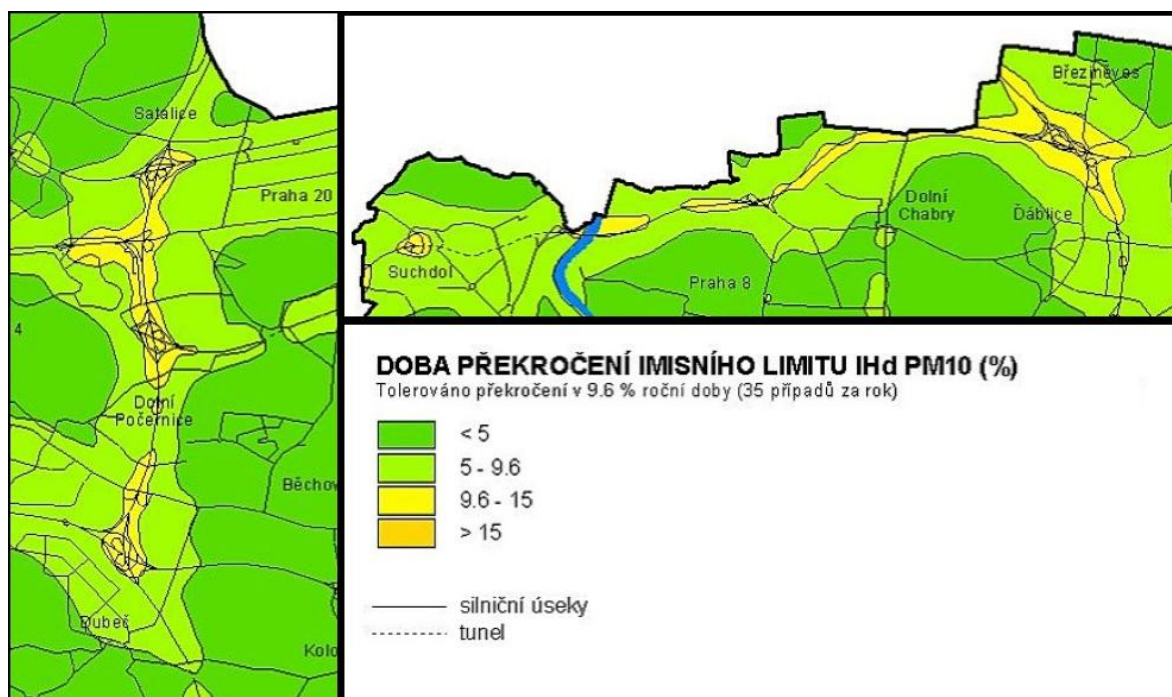 Satalice
Praha 20
4
Dolní
Počernice
Běchov
Dubeč
Kolo
Březiněves
Dolní
Chabry
Ďáblice
Suchdol
Praha 8
DOBA PŘEKROČENÍ IMISNÍHO LIMITU IHd PM10 (%)
Tolerováno překročení v 9.6 % roční doby (35 případů za rok)
< 5
5 - 9.6
9.6 - 15
> 15
silniční úseky
tunel